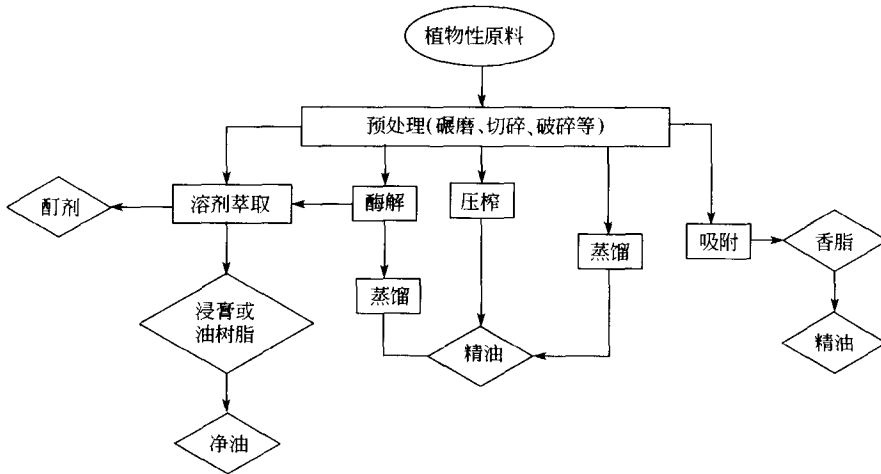 植物性原料
预处理(碾磨、切碎、破碎等)
酊剂
溶剂萃取
酶解
压榨
蒸馏
吸附
香脂
蒸馏
浸膏或
油树脂
精油
精油
净油